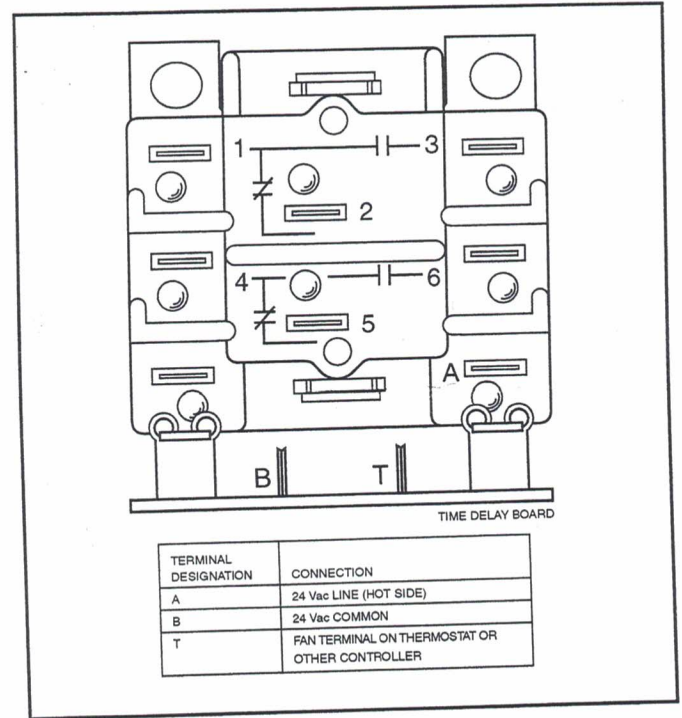 1 3
2
4 6
5
A
B T
TIME DELAY BOARD
TERMINAL DESIGNATION
CONNECTION
A
24 Vac LINE (HOT SIDE)
B
24 Vac COMMON
T
FAN TERMINAL ON THERMOSTAT OR
OTHER CONTROLLER